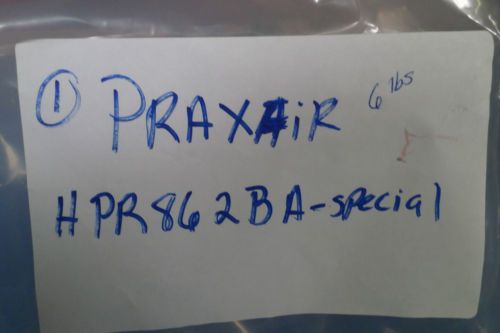 ① PRAXAiR 6 lbs
HPR862BA-special